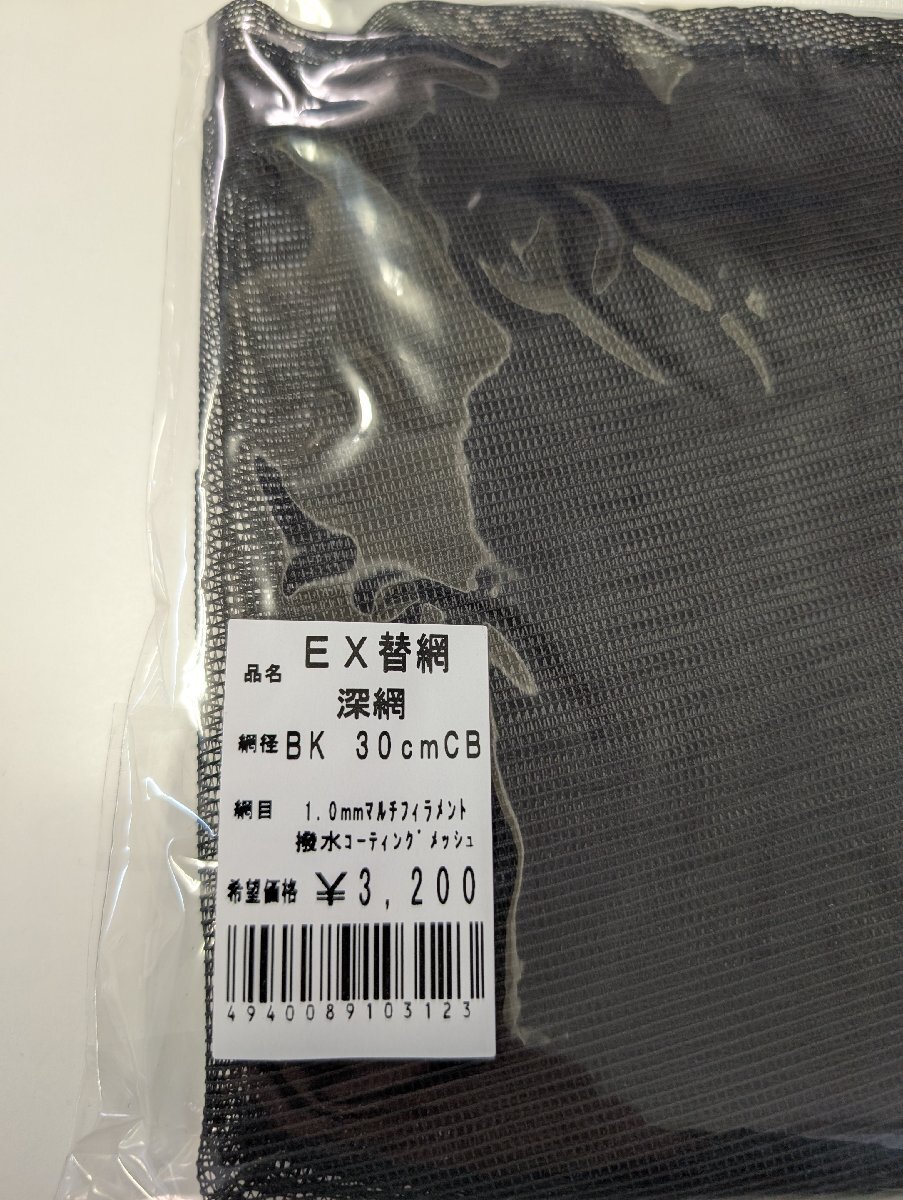 品名 EX替網
深網
網径 BK 30cmCB
網目 1.0mmﾏﾙﾁﾌｨﾗﾒﾝﾄ
撥水ｺｰﾃｨﾝｸﾞﾒｯｼｭ
希望価格 ¥3,200
4940089103123